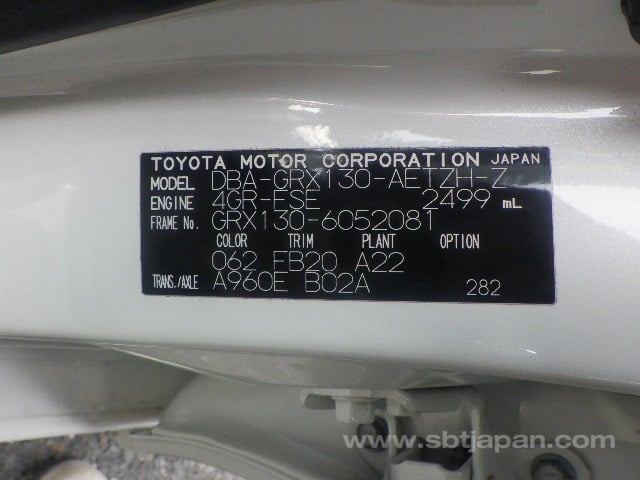 TOYOTA MOTOR CORPORATION JAPAN
MODEL DBA-GRX130-AETZH-Z
ENGINE 4GR-FSE 2499 mL
FRAME No. GRX130-6052081
COLOR TRIM PLANT OPTION
062 FB20 A22
TRANS./AXLE A960E B02A 282
www.sbtjapan.com